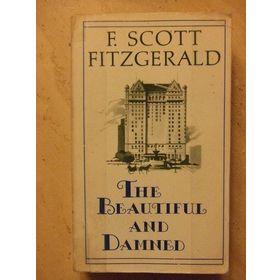 F. SCOTT
FITZGERALD
THE
BEAUTIFUL
AND
DAMNED